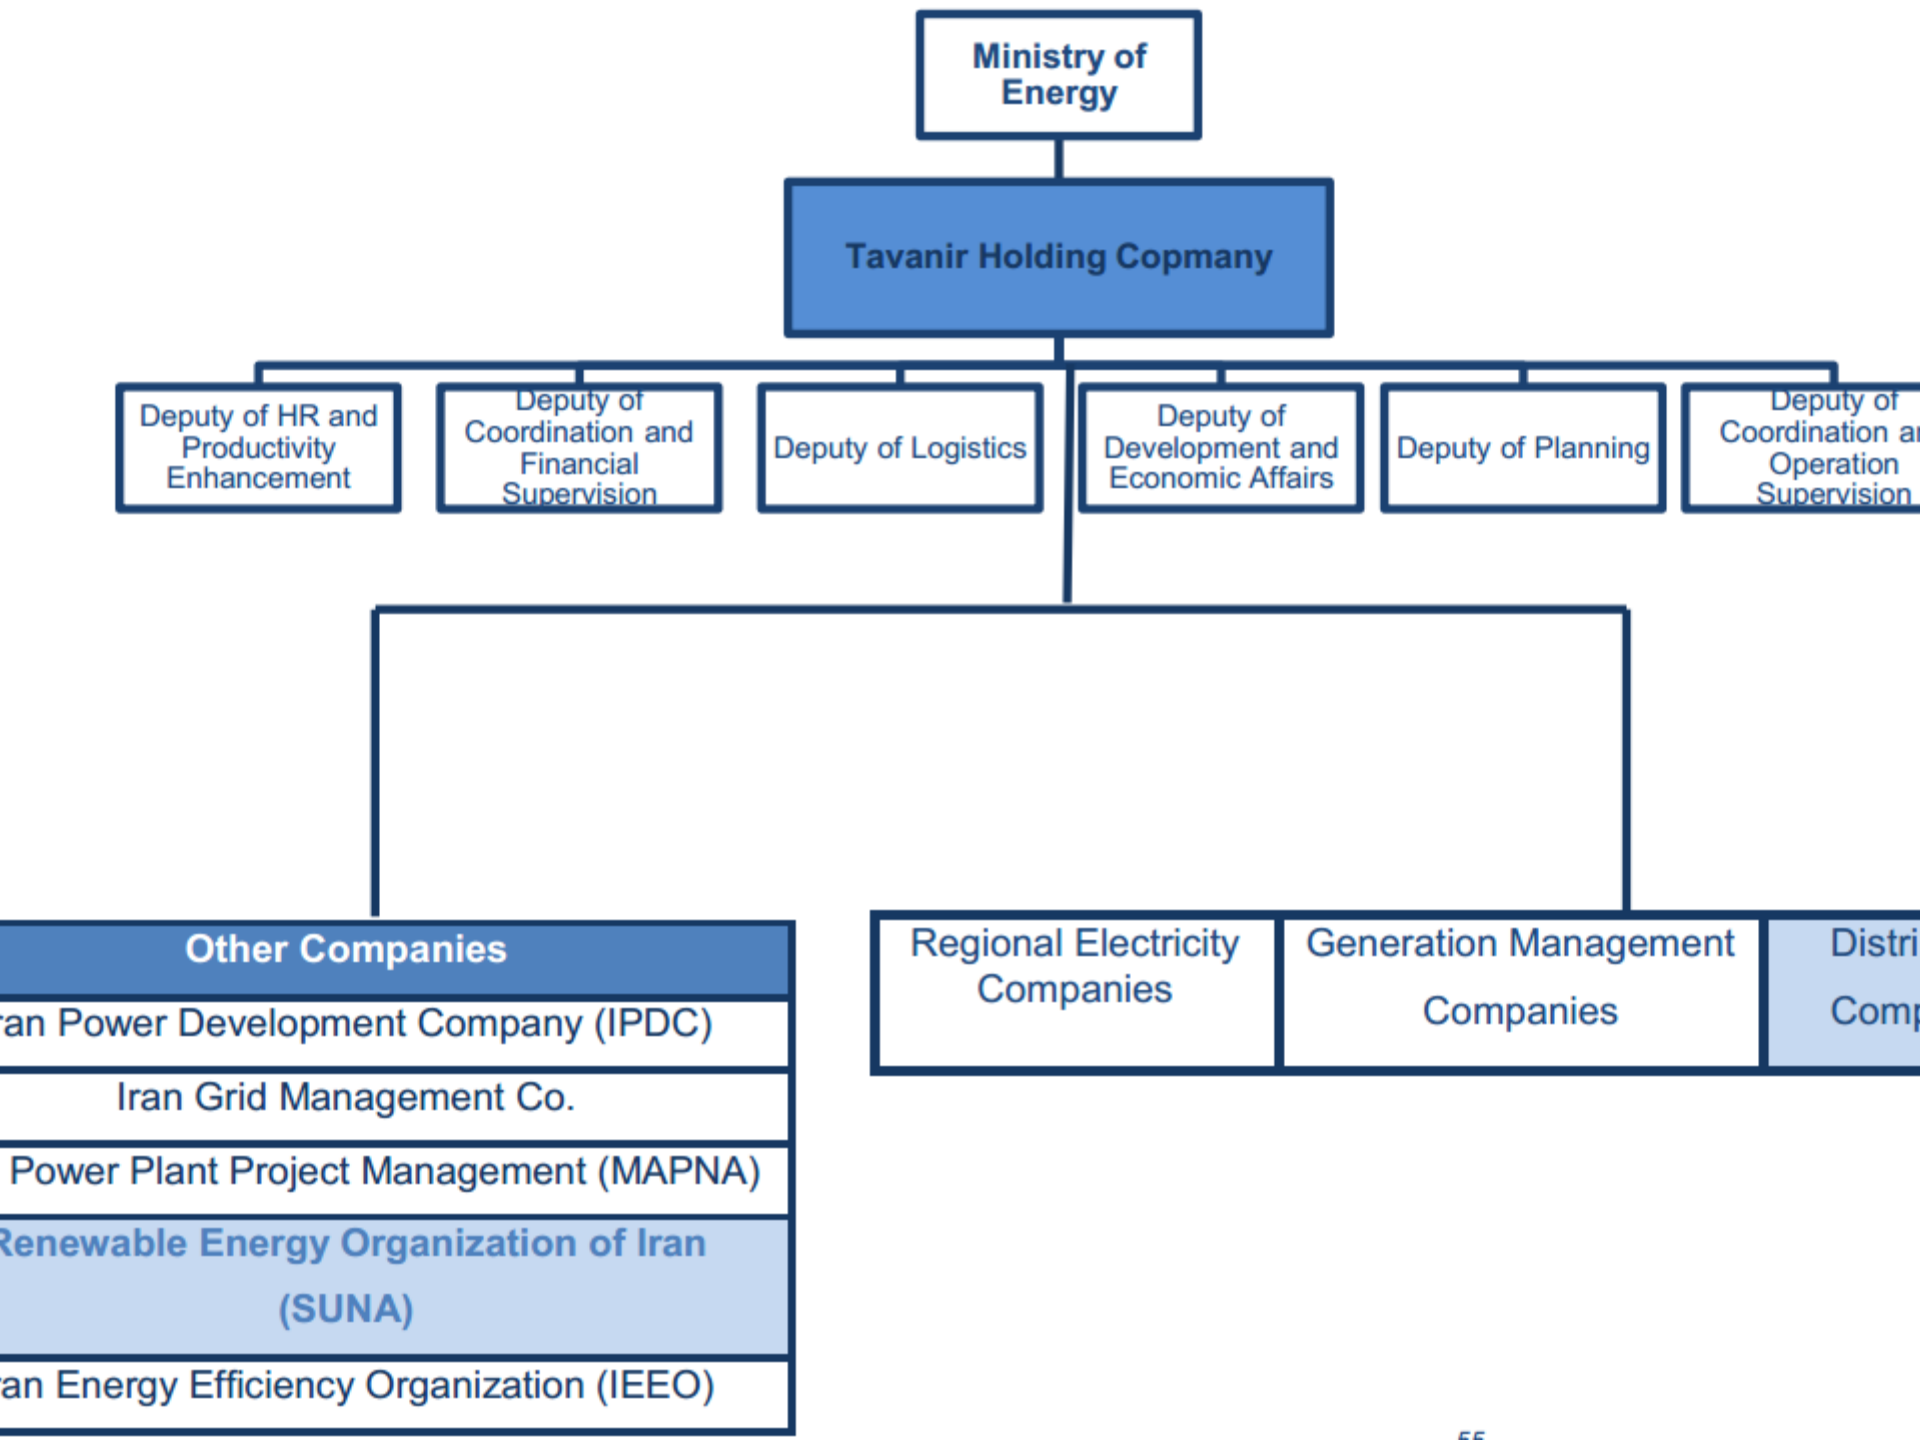 Ministry of
Energy
Tavanir Holding Copmany
Deputy of HR and
Productivity
Enhancement
Deputy of
Coordination and
Financial
Supervision
Deputy of Logistics
Deputy of
Development and
Economic Affairs
Deputy of Planning
Deputy of
Coordination
Operation
Supervision
Other Companies
Power Development Company (IPDC)
Iran Grid Management Co.
Power Plant Project Management (MAPNA)
Renewable Energy Organization of Iran
(SUNA)
Energy Efficiency Organization (IEEO)
Regional Electricity
Companies
Generation Management
Companies